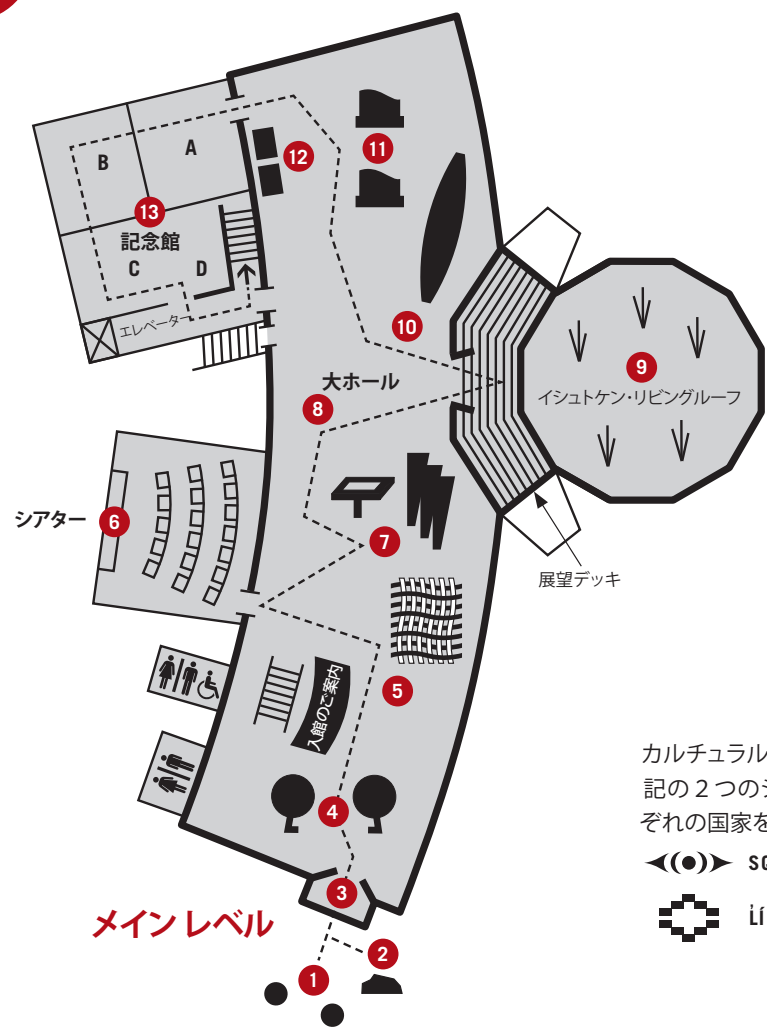 12
11
B
A
13
記念館
C
D
エレベーター
10
9
イシュトケン・リビングルーフ
大ホール
8
シアター
6
7
展望デッキ
5
入館のご案内
4
カルチュラル
記の2つの
ぞれの国家を
3
メイン レベル
2
1